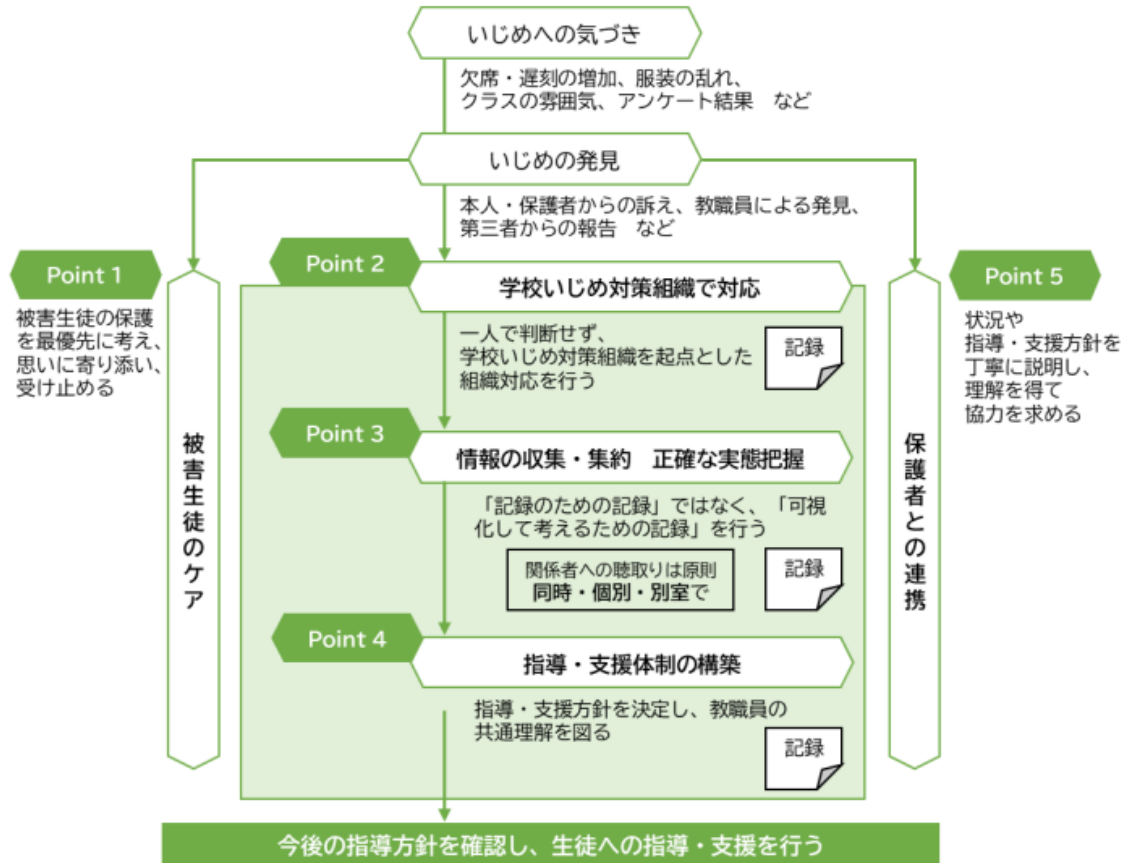 いじめへの気づき
欠席・遅刻の増加、服装の乱れ、
クラスの雰囲気、アンケート結果　など
いじめの発見
本人・保護者からの訴え、教職員による発見、
第三者からの報告　など
Point 1
被害生徒の保護
を最優先に考え、
思いに寄り添い、
受け止める
被害生徒のケア
Point 2
学校いじめ対策組織で対応
一人で判断せず、
学校いじめ対策組織を起点とした
組織対応を行う
記録
Point 3
情報の収集・集約　正確な実態把握
「記録のための記録」ではなく、「可視
化して考えるための記録」を行う
関係者への聴取りは原則
同時・個別・別室で
記録
Point 4
指導・支援体制の構築
指導・支援方針を決定し、教職員の
共通理解を図る
記録
Point 5
状況や
指導・支援方針を
丁寧に説明し、
理解を得て
協力を求める
保護者との連携
今後の指導方針を確認し、生徒への指導・支援を行う